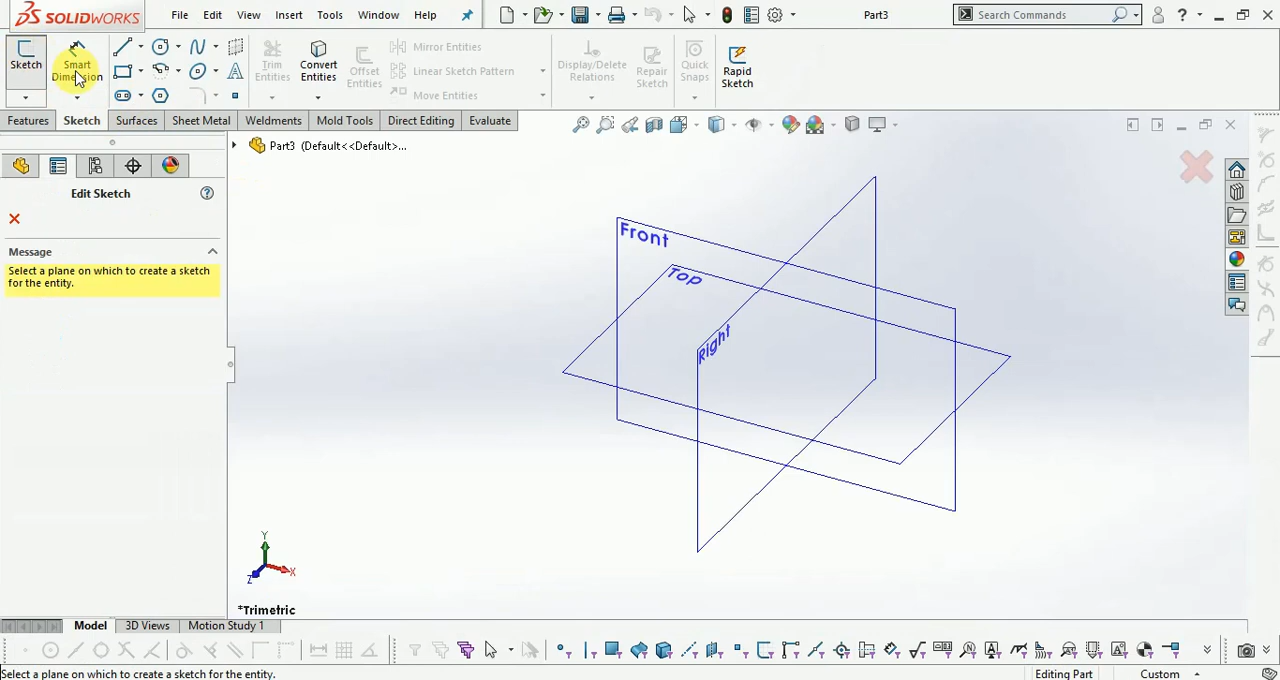 SOLIDWORKS
File Edit View Insert Tools Window Help
Part3
Search Commands
Sketch
Smart Dimension
Trim Entities
Convert Entities
Offset Entities
Mirror Entities
Linear Sketch Pattern
Move Entities
Display/Delete Relations
Repair Sketch
Quick Snaps
Rapid Sketch
Features Sketch Surfaces Sheet Metal Weldments Mold Tools Direct Editing Evaluate
Part3 (Default<<Default>...
Edit Sketch
Message
Select a plane on which to create a sketch
for the entity.
Front
Top
Right
Y
X
Z
*Trimetric
Model 3D Views Motion Study 1
Select a plane on which to create a sketch for the entity.
Editing Part
Custom